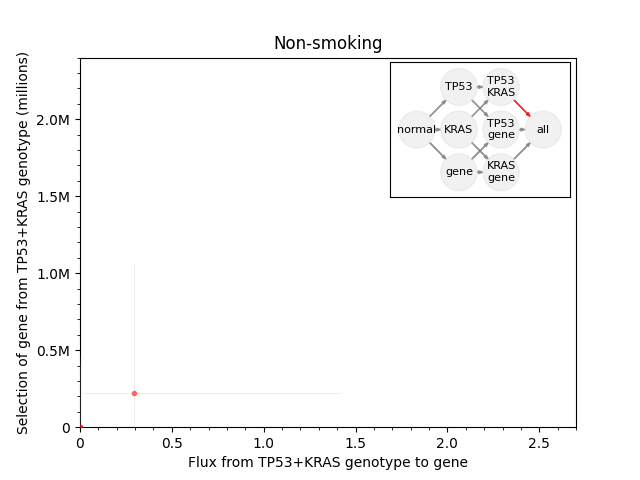 Non-smoking
Selection of gene from TP53+KRAS genotype (millions)
2.0M
1.5M
1.0M
0.5M
0
0 0.5 1.0 1.5 2.0 2.5
Flux from TP53+KRAS genotype to gene
TP53
TP53
KRAS
normal
KRAS
TP53
gene
all
gene
KRAS
gene